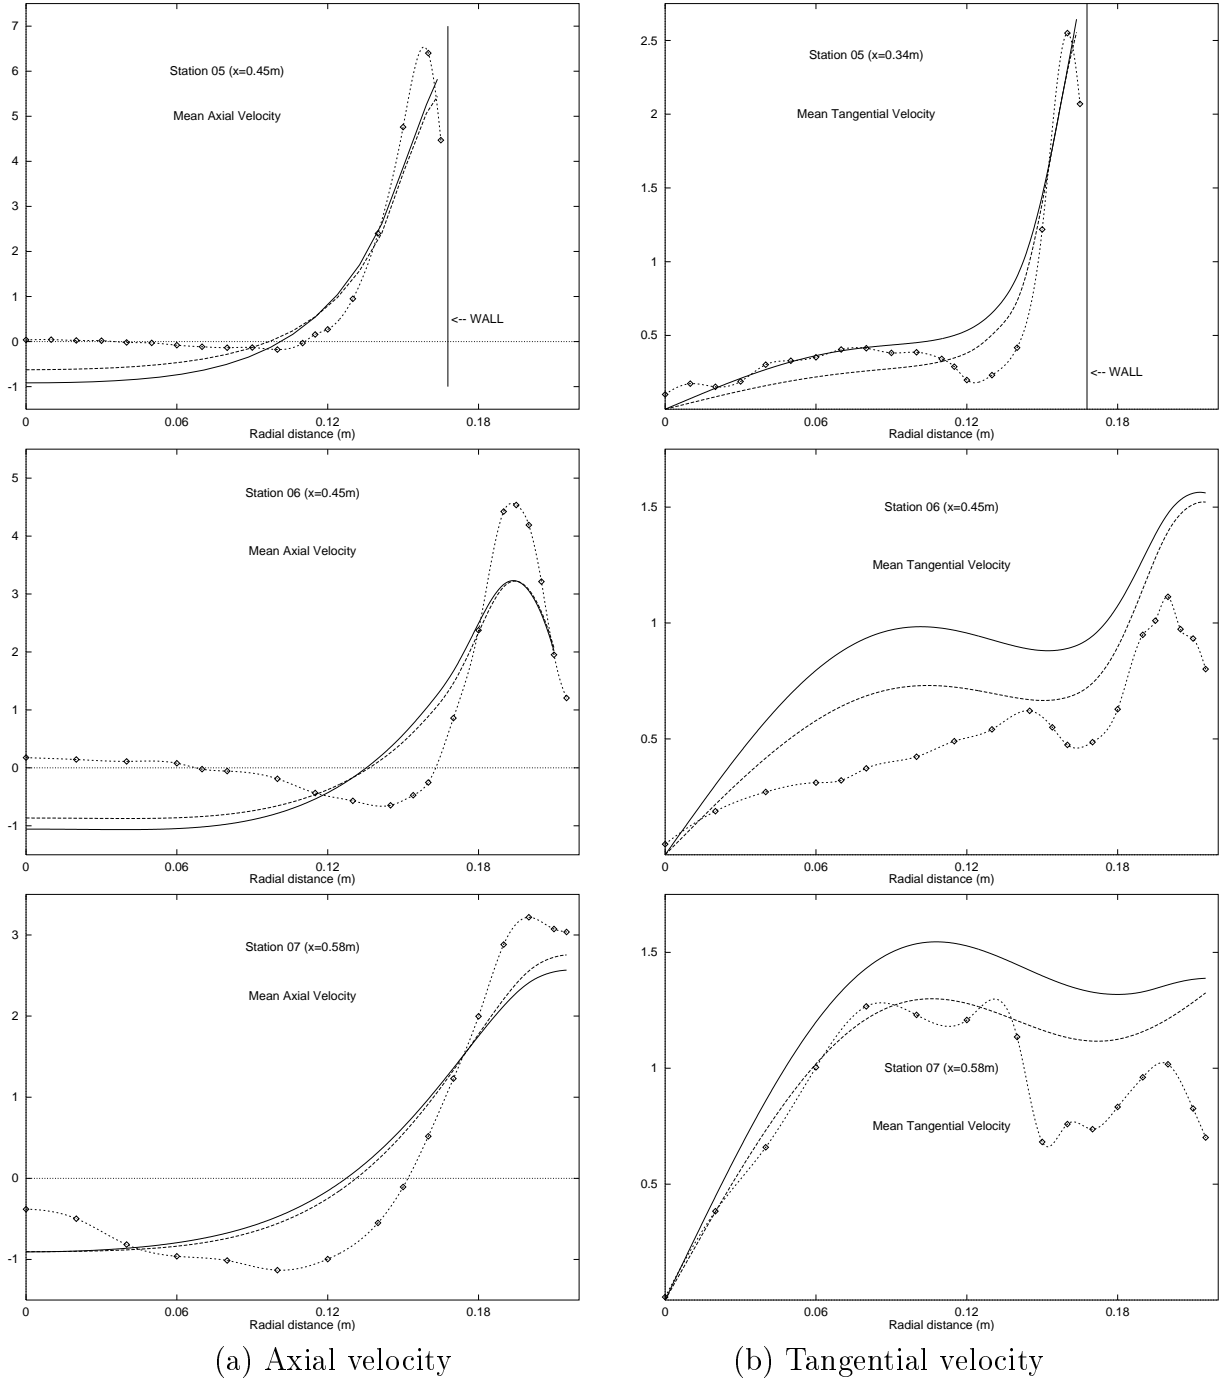 7
6
5
4
3
2
1
0
-1
Station 05 (x=0.45m)
Mean Axial Velocity
<-- WALL
0
0.06
0.12
0.18
Radial distance (m)
2.5
2
1.5
1
0.5
Station 05 (x=0.34m)
Mean Tangential Velocity
<-- WALL
0
0.06
0.12
0.18
Radial distance (m)
5
4
3
2
1
0
-1
Station 06 (x=0.45m)
Mean Axial Velocity
0
0.06
0.12
0.18
Radial distance (m)
1.5
1
0.5
Station 06 (x=0.45m)
Mean Tangential Velocity
0
0.06
0.12
0.18
Radial distance (m)
3
2
1
0
-1
Station 07 (x=0.58m)
Mean Axial Velocity
0
0.06
0.12
0.18
Radial distance (m)
1.5
1
0.5
Station 07 (x=0.58m)
Mean Tangential Velocity
0
0.06
0.12
0.18
Radial distance (m)
(a) Axial velocity
(b) Tangential velocity